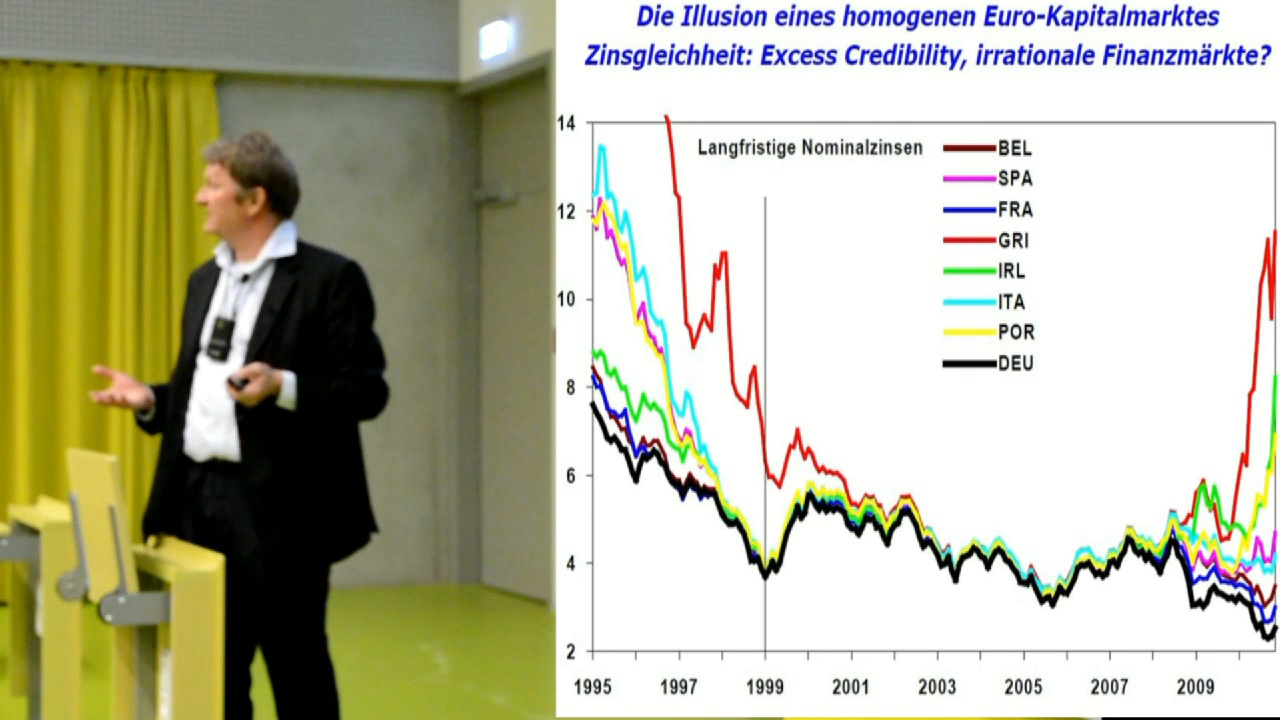 Die Illusion eines homogenen Euro-Kapitalmarktes
Zinsgleichheit: Excess Credibility, irrationale Finanzmärkte?
14
12
10
8
6
4
2
Langfristige Nominalzinsen
BEL
SPA
FRA
GRI
IRL
ITA
POR
DEU
1995 1997 1999 2001 2003 2005 2007 2009